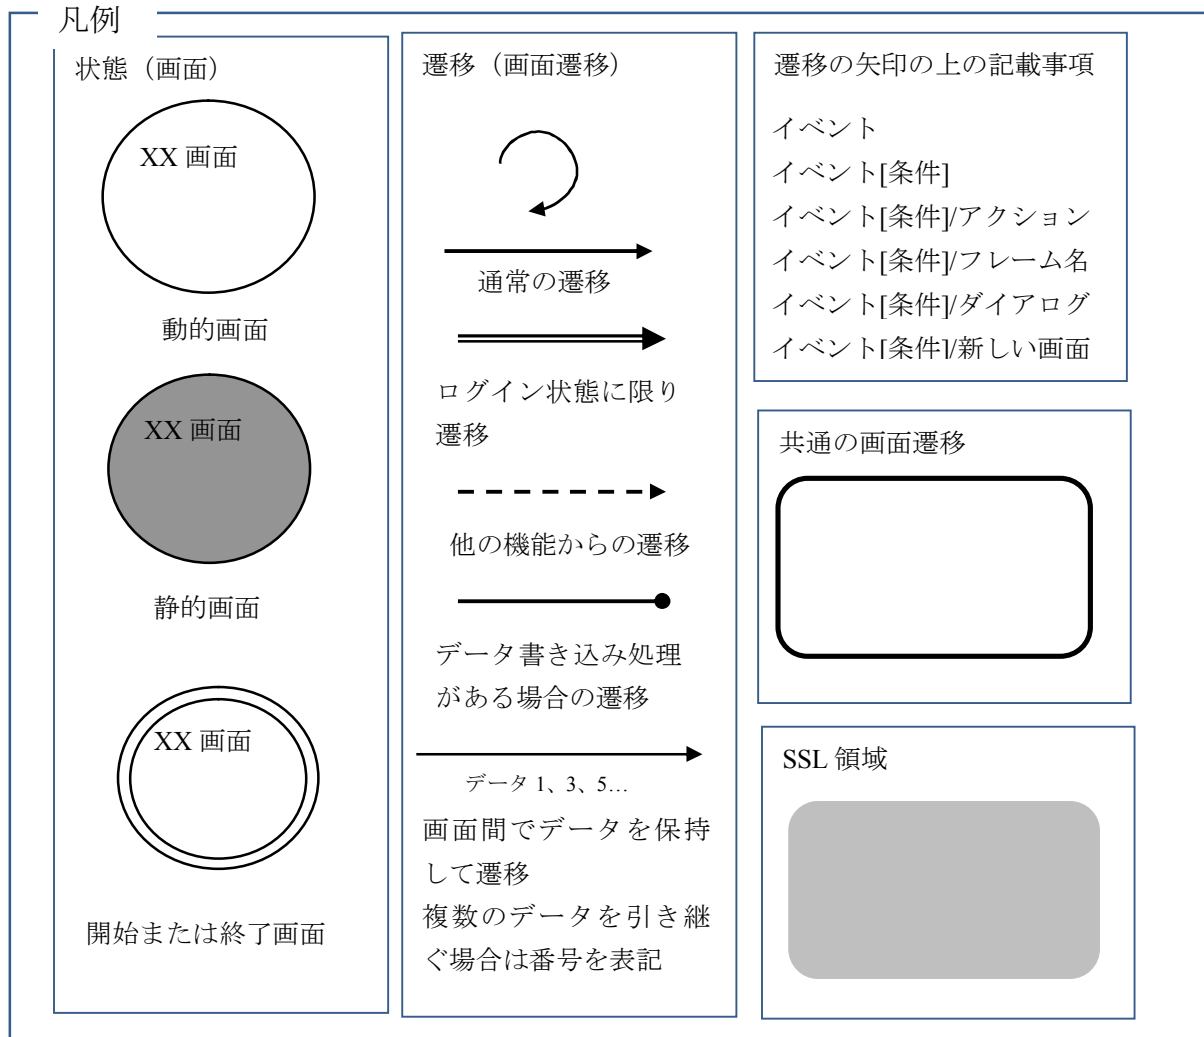 凡例
状態（画面）
XX 画面
動的画面
XX 画面
静的画面
XX 画面
開始または終了画面
遷移（画面遷移）
通常の遷移
ログイン状態に限り
遷移
他の機能からの遷移
データ書き込み処理
がある場合の遷移
データ 1、3、5…
画面間でデータを保持
して遷移
複数のデータを引き継
ぐ場合は番号を表記
遷移の矢印の上の記載事項
イベント
イベント[条件]
イベント[条件]/アクション
イベント[条件]/フレーム名
イベント[条件]/ダイアログ
イベント[条件]/新しい画面
共通の画面遷移
SSL 領域